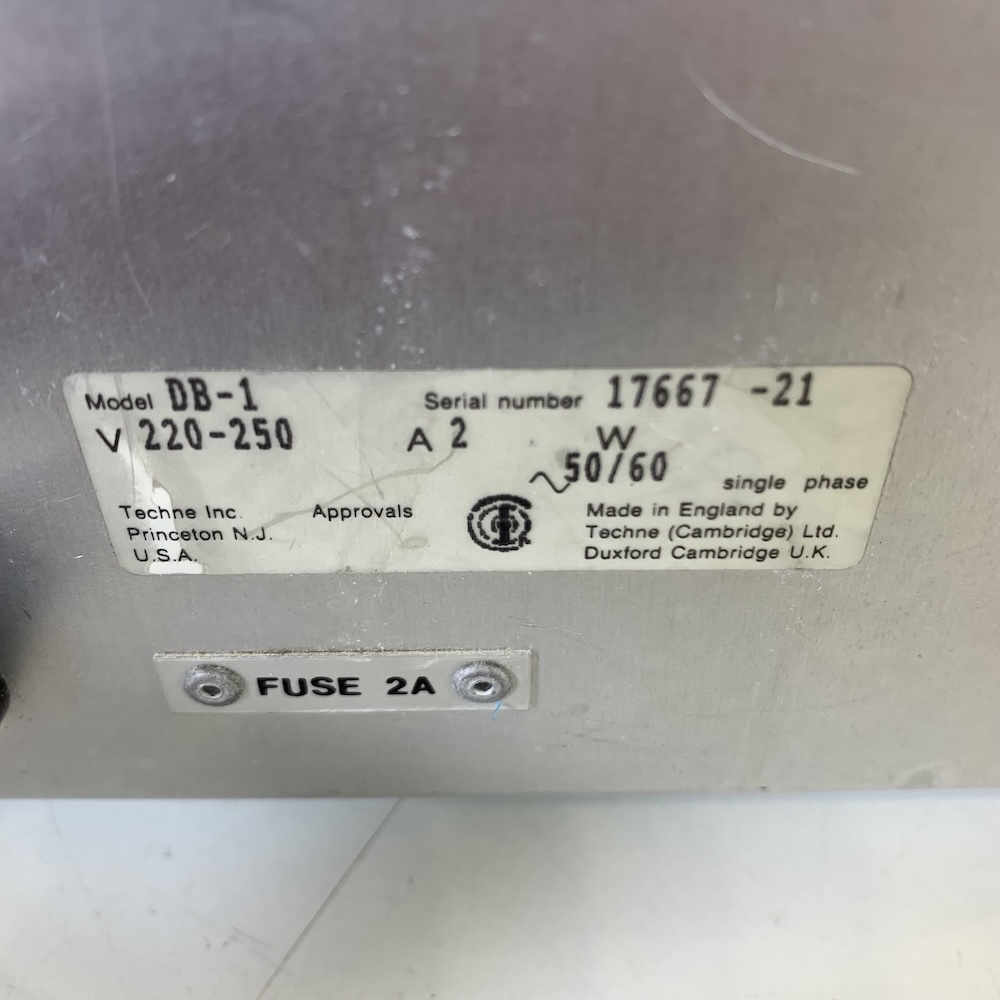 Model DB-1 Serial number 17667 -21
V 220-250 A 2 W
~50/60 single phase
Techne Inc. Approvals Made in England by
Princeton N.J. Techne (Cambridge) Ltd.
U.S.A. Duxford Cambridge U.K.
FUSE 2A